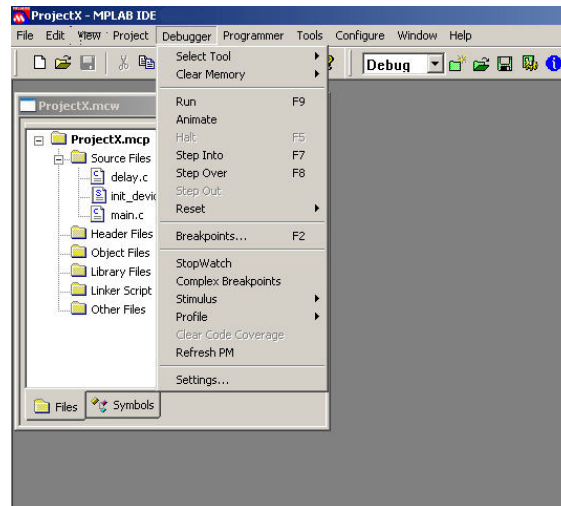 ProjectX - MPLAB IDE
File Edit View Project Debugger Programmer Tools Configure Window Help
Debug
ProjectX.mcw
ProjectX.mcp
Source Files
delay.c
init_devic
main.c
Header Files
Object Files
Library Files
Linker Script
Other Files
Files Symbols
Select Tool
Clear Memory
Run F9
Animate
Halt F5
Step Into F7
Step Over F8
Step Out
Reset
Breakpoints... F2
StopWatch
Complex Breakpoints
Stimulus
Profile
Clear Code Coverage
Refresh PM
Settings...